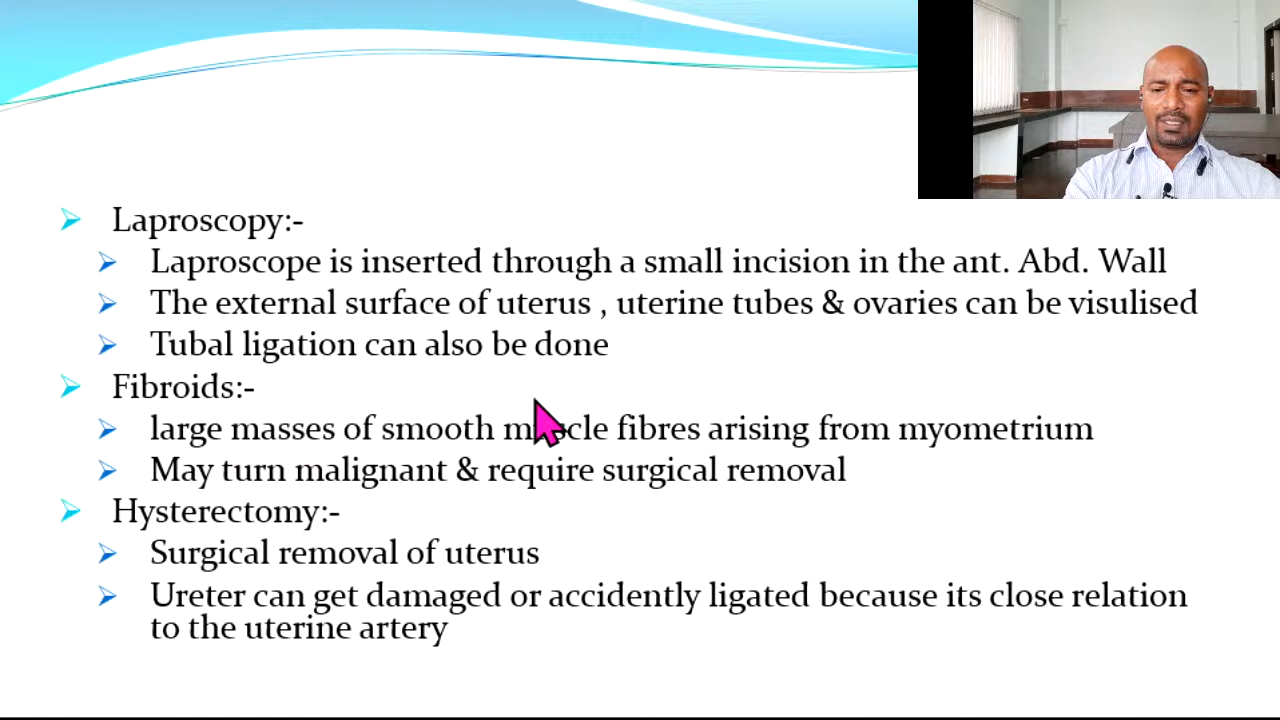 Laproscopy:-
Laproscope is inserted through a small incision in the ant. Abd. Wall
The external surface of uterus , uterine tubes & ovaries can be visulised
Tubal ligation can also be done
Fibroids:-
large masses of smooth muscle fibres arising from myometrium
May turn malignant & require surgical removal
Hysterectomy:-
Surgical removal of uterus
Ureter can get damaged or accidently ligated because its close relation
to the uterine artery